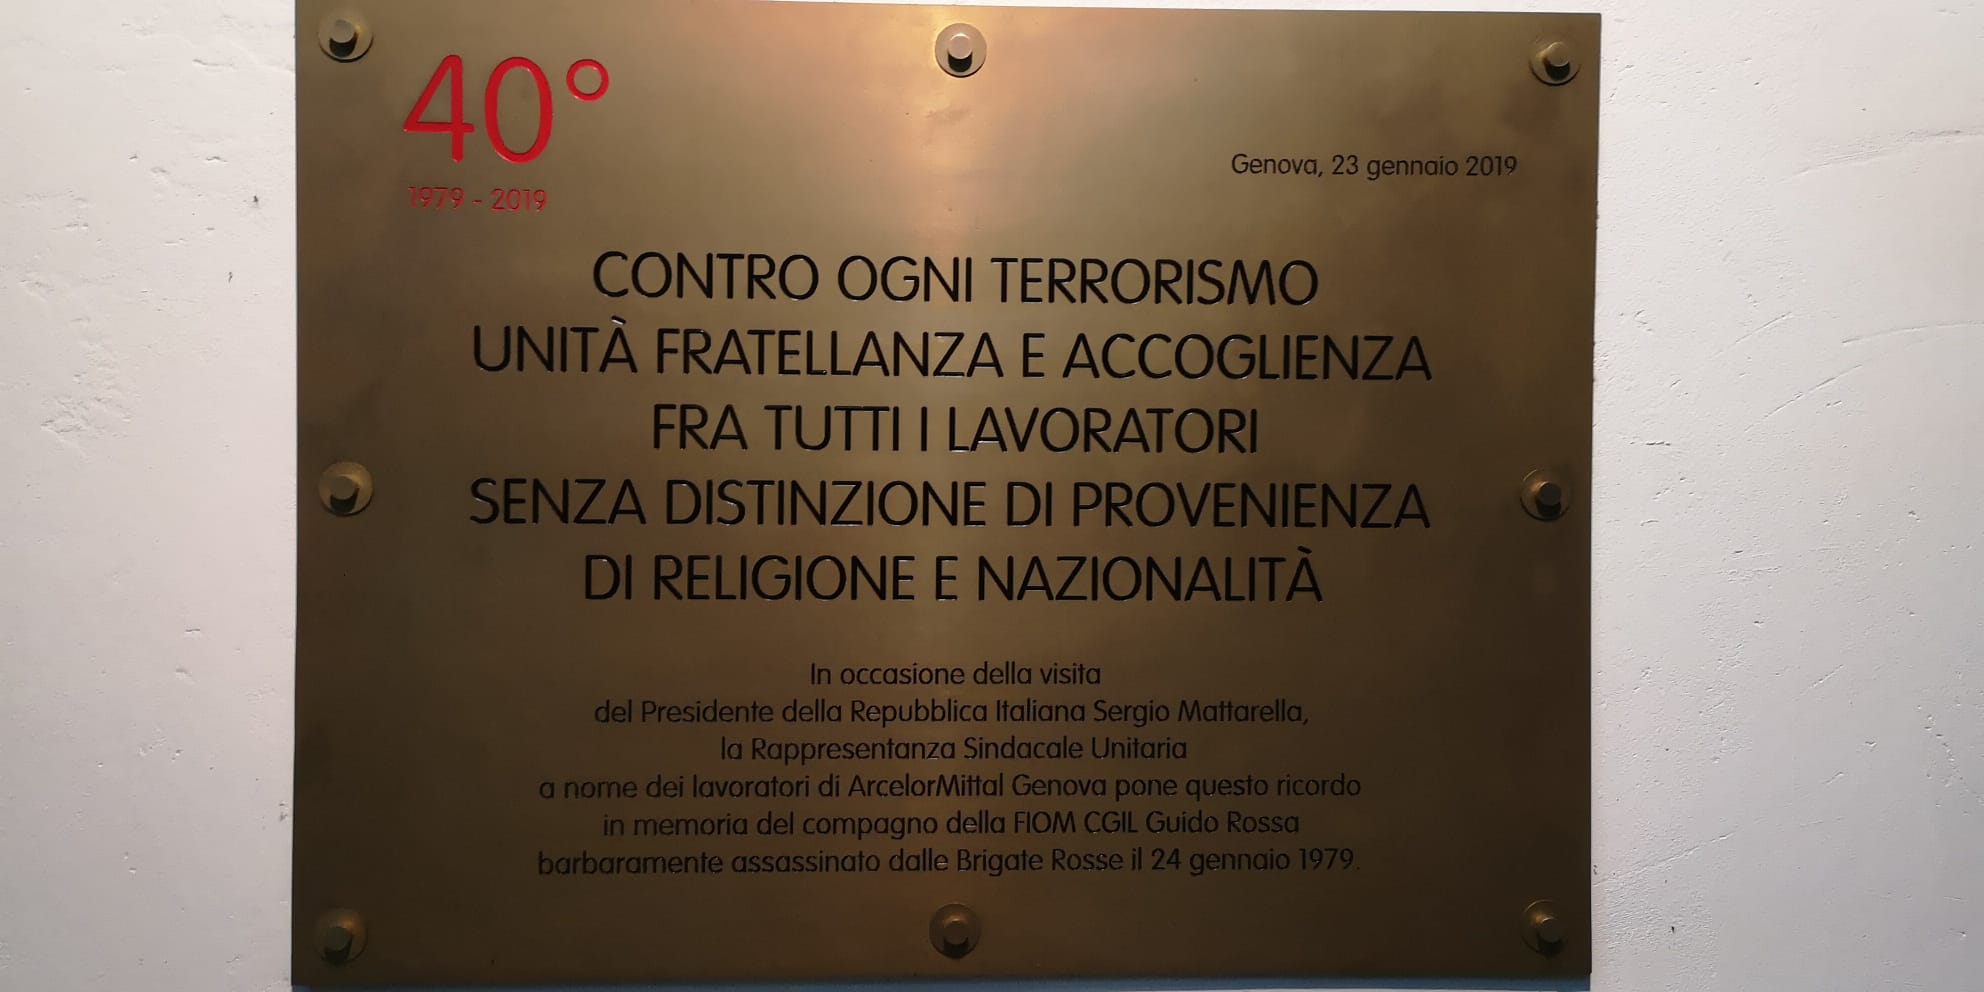 40°
1979 - 2019
Genova, 23 gennaio 2019
CONTRO OGNI TERRORISMO
UNITÀ FRATELLANZA E ACCOGLIENZA
FRA TUTTI I LAVORATORI
SENZA DISTINZIONE DI PROVENIENZA
DI RELIGIONE E NAZIONALITÀ
In occasione della visita
del Presidente della Repubblica Italiana Sergio Mattarella,
la Rappresentanza Sindacale Unitaria
a nome dei lavoratori di ArcelorMittal Genova pone questo ricordo
in memoria del compagno della FIOM CGIL Guido Rossa
barbaramente assassinato dalle Brigate Rosse il 24 gennaio 1979.